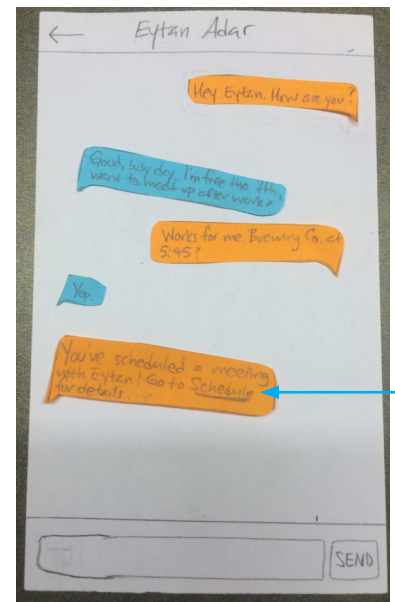 ← Eytan Adar
Hey Eytan. How are you?
Good, busy day. I'm free the 7th,
want to meet up after work?
Works for me. Brewing Co. at
5:45?
Yep.
You've scheduled a meeting
with Eytan! Go to Schedule
for details.
SEND